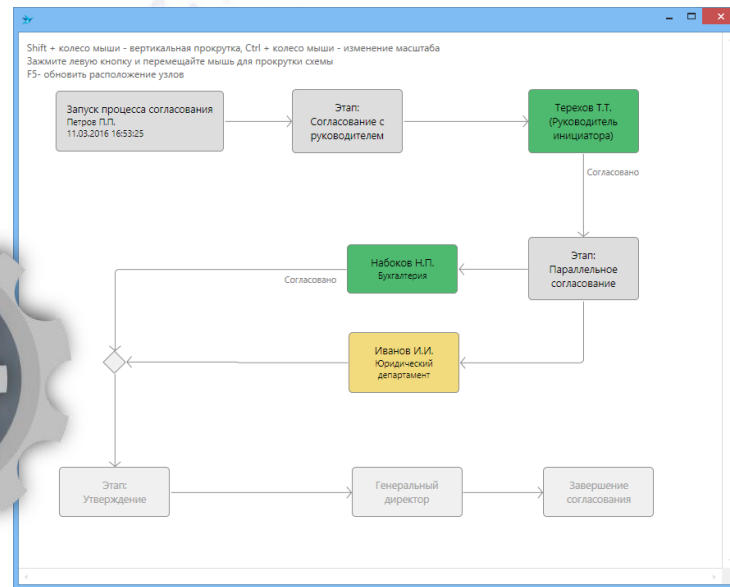 Shift + колесо мыши - вертикальная прокрутка, Ctrl + колесо мыши - изменение масштаба
Зажмите левую кнопку и перемещайте мышь для прокрутки схемы
F5- обновить расположение узлов
Запуск процесса согласования
Петров П.П.
11.03.2016 16:53:25
Этап:
Согласование с
руководителем
Терехов Т.Т.
(Руководитель
инициатора)
Согласовано
Этап:
Параллельное
согласование
Набоков Н.П.
Бухгалтерия
Согласовано
Иванов И.И.
Юридический
департамент
Этап:
Утверждение
Генеральный
директор
Завершение
согласования